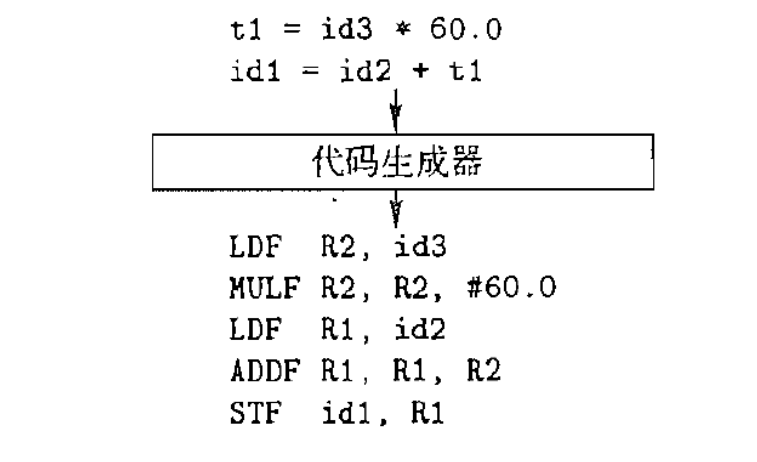 t1 = id3 * 60.0
id1 = id2 + t1
代码生成器
LDF R2, id3
MULF R2, R2, #60.0
LDF R1, id2
ADDF R1, R1, R2
STF id1, R1